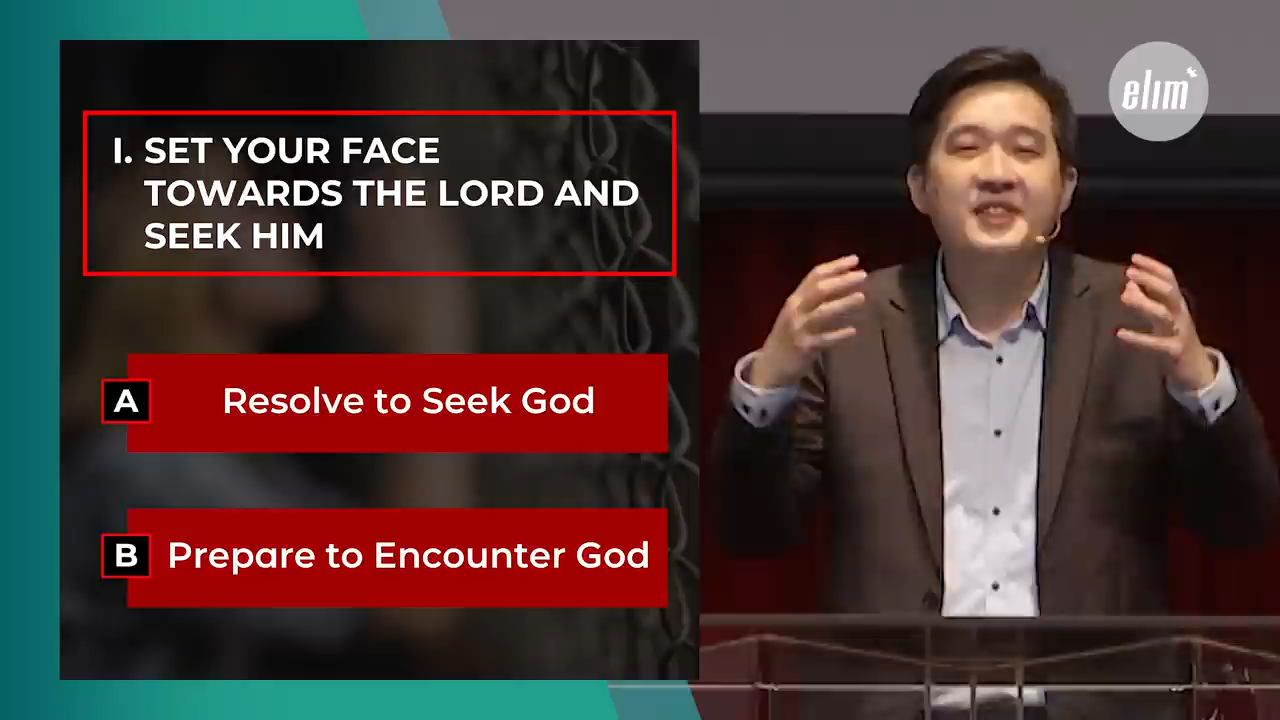 I. SET YOUR FACE
TOWARDS THE LORD AND
SEEK HIM
A Resolve to Seek God
B Prepare to Encounter God
elim